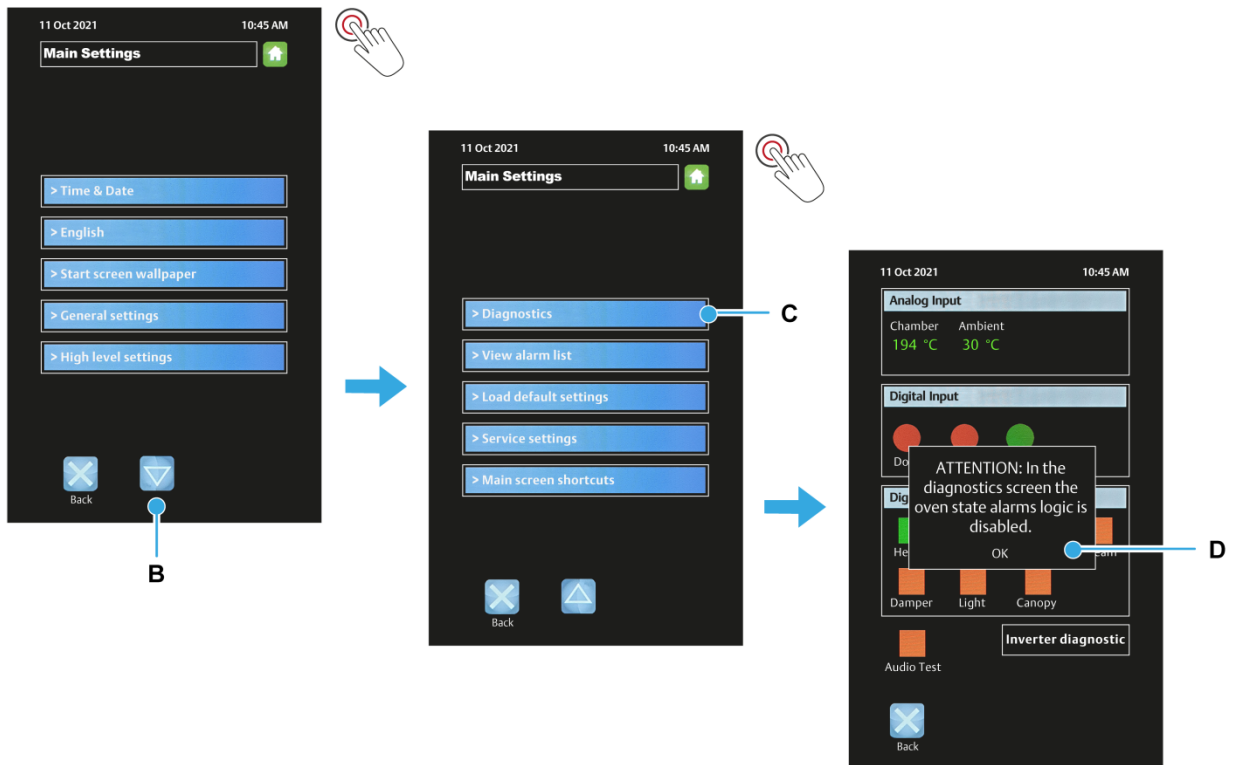 11 Oct 2021 10:45 AM
Main Settings
> Time & Date
> English
> Start screen wallpaper
> General settings
> High level settings
Back
B
11 Oct 2021 10:45 AM
Main Settings
> Diagnostics
C
> View alarm list
> Load default settings
> Service settings
> Main screen shortcuts
Back
11 Oct 2021 10:45 AM
Analog Input
Chamber Ambient
194 °C 30 °C
Digital Input
ATTENTION: In the
diagnostics screen the
oven state alarms logic is
disabled.
OK
D
Damper Light Canopy
Inverter diagnostic
Audio Test
Back